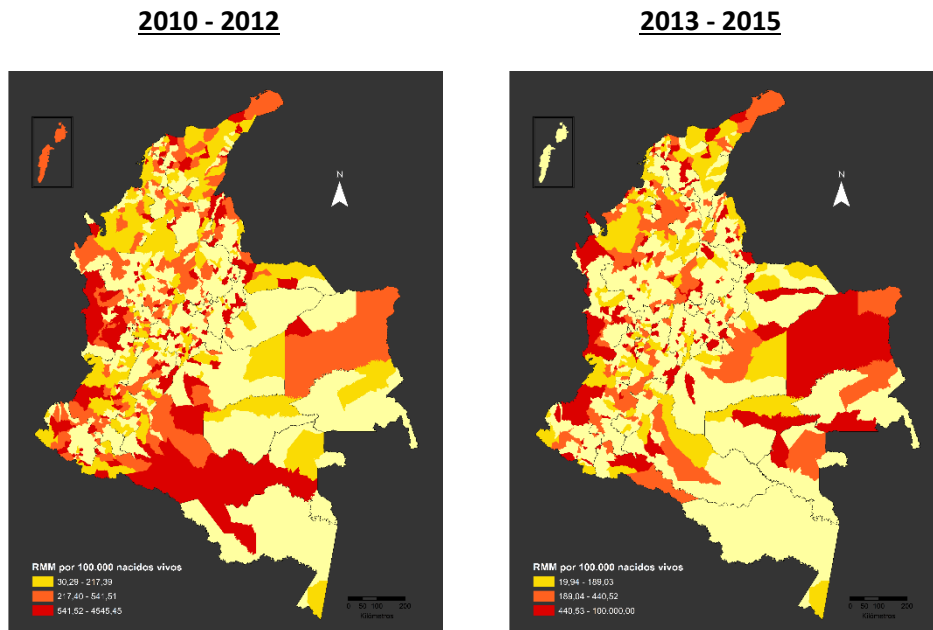 2010 - 2012
2013 - 2015
N
N
RMM por 100.000 nacidos vivos
30,29 - 217,39
217,40 - 541,51
541,52 - 4545,45
0 50 100 200
Kilómetros
RMM por 100.000 nacidos vivos
19,94 - 189,03
189,04 - 440,52
440,53 - 100.000,00
0 50 100 200
Kilómetros